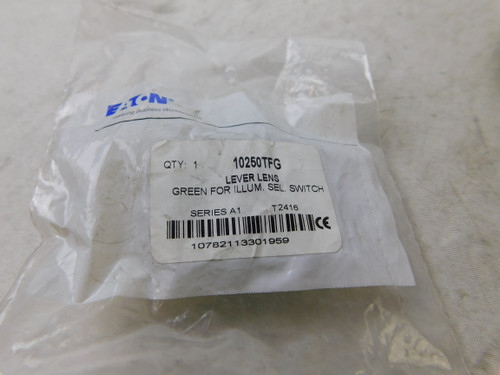 EATON
QTY: 1 10250TFG
LEVER LENS
GREEN FOR ILLUM. SEL. SWITCH
SERIES A1 T2416
CE
10782113301959